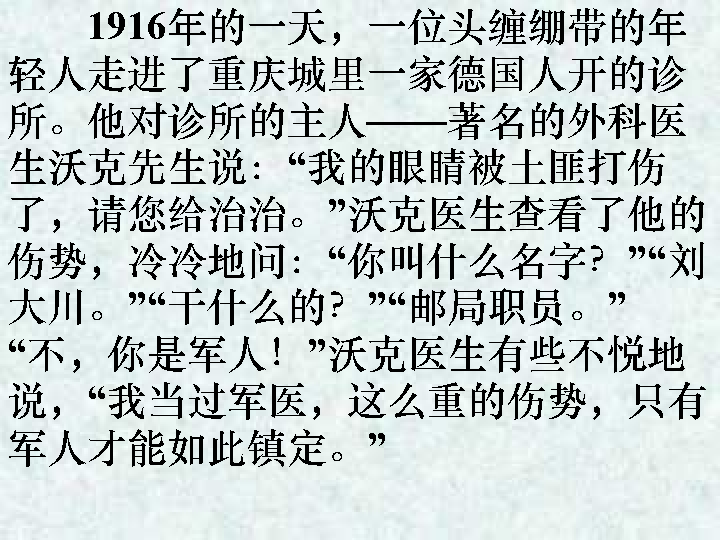 1916年的一天，一位头缠绷带的年
轻人走进了重庆城里一家德国人开的诊
所。他对诊所的主人——著名的外科医
生沃克先生说：“我的眼睛被土匪打伤
了，请您给治治。”沃克医生查看了他的
伤势，冷冷地问：“你叫什么名字？”“刘
大川。”“干什么的？”“邮局职员。”
“不，你是军人！”沃克医生有些不悦地
说，“我当过军医，这么重的伤势，只有
军人才能如此镇定。”